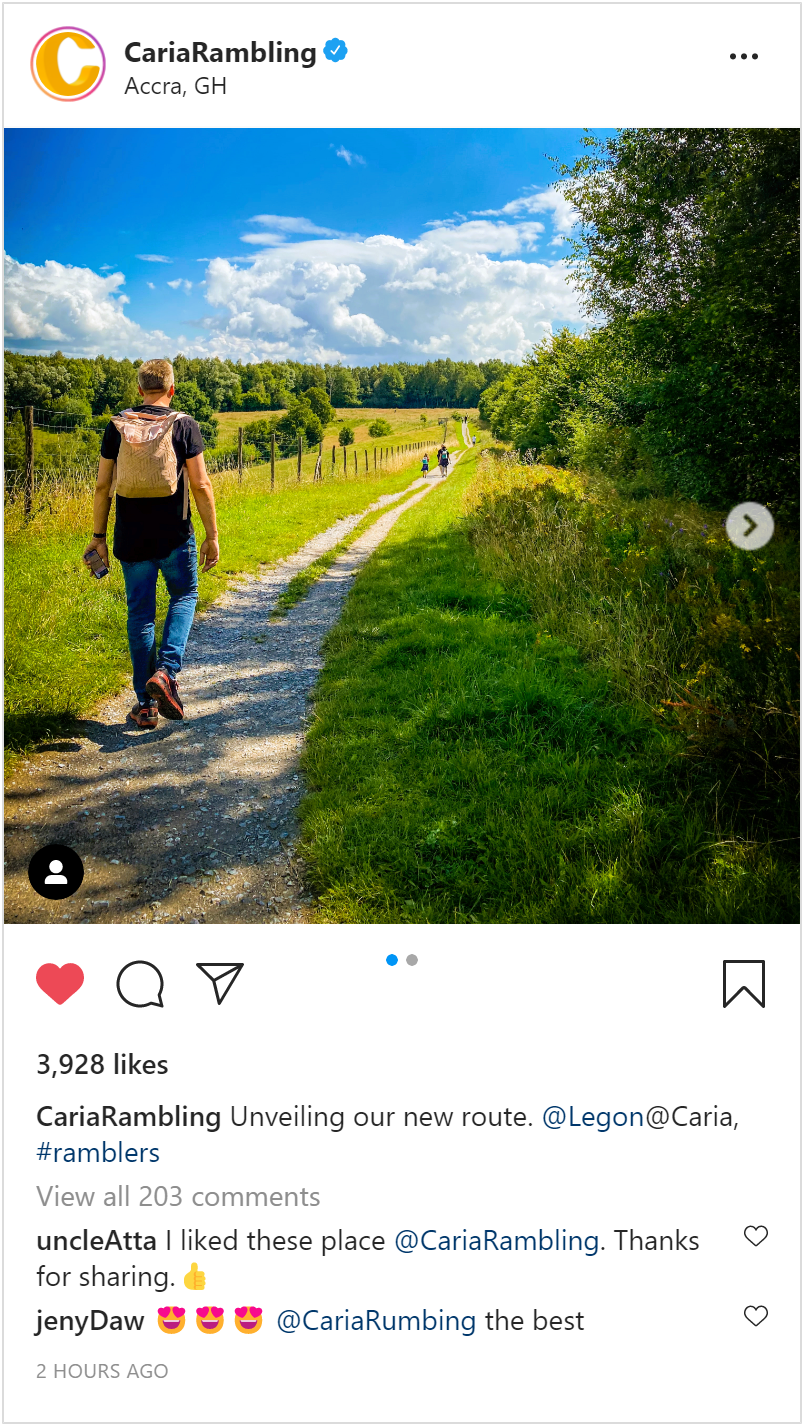 C
CariaRambling
Accra, GH
3,928 likes
CariaRambling Unveiling our new route. @Legon@Caria,
#ramblers
View all 203 comments
uncleAtta I liked these place @CariaRambling. Thanks
for sharing.👍
jenyDaw 😍 😍 😍 @CariaRumbing the best
2 HOURS AGO